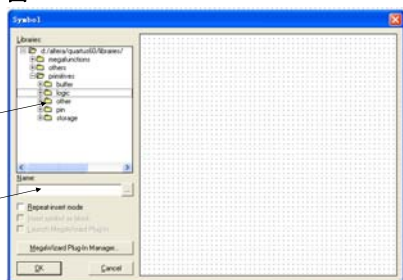 Symbol
Libraries:
d:/altera/quartus60/libraries/
megafunctions
others
primitives
buffer
logic
other
pin
storage
Name:
...
Repeat-insert mode
Insert symbol as block
Launch MegaWizard Plug-In
MegaWizard Plug-In Manager...
OK
Cancel